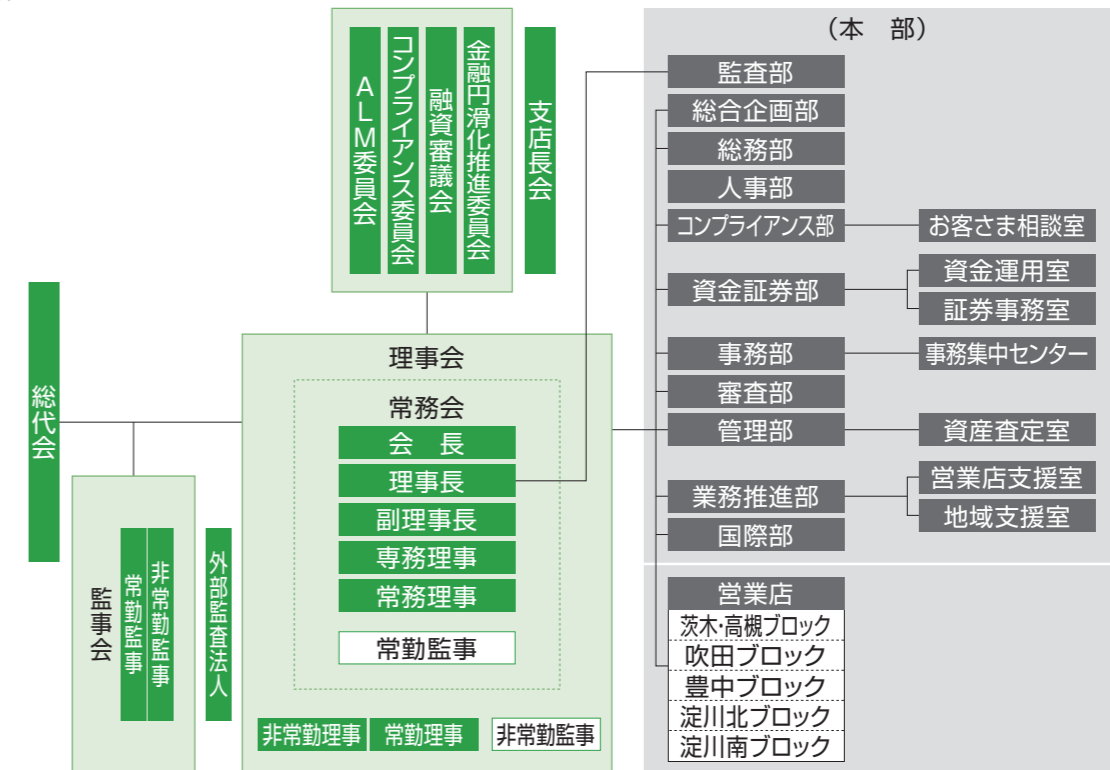 総代会
監事会
常勤監事
非常勤監事
外部監査法人
ALM委員会
コンプライアンス委員会
融資審議会
金融円滑化推進委員会
支店長会
理事会
常務会
会　長
理事長
副理事長
専務理事
常務理事
常勤監事
非常勤理事
常勤理事
非常勤監事
（本　部）
監査部
総合企画部
総務部
人事部
コンプライアンス部
お客さま相談室
資金証券部
資金運用室
証券事務室
事務部
事務集中センター
審査部
管理部
資産査定室
業務推進部
営業店支援室
地域支援室
国際部
営業店
茨木・高槻ブロック
吹田ブロック
豊中ブロック
淀川北ブロック
淀川南ブロック